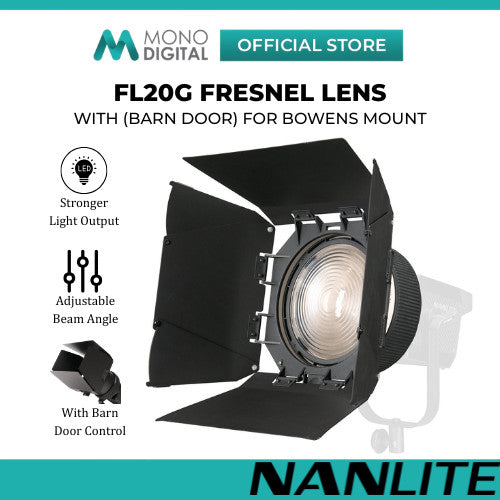 MONO
DIGITAL
OFFICIAL STORE
FL20G FRESNEL LENS
WITH (BARN DOOR) FOR BOWENS MOUNT
LED
Stronger
Light Output
Adjustable
Beam Angle
With Barn
Door Control
NANLITE